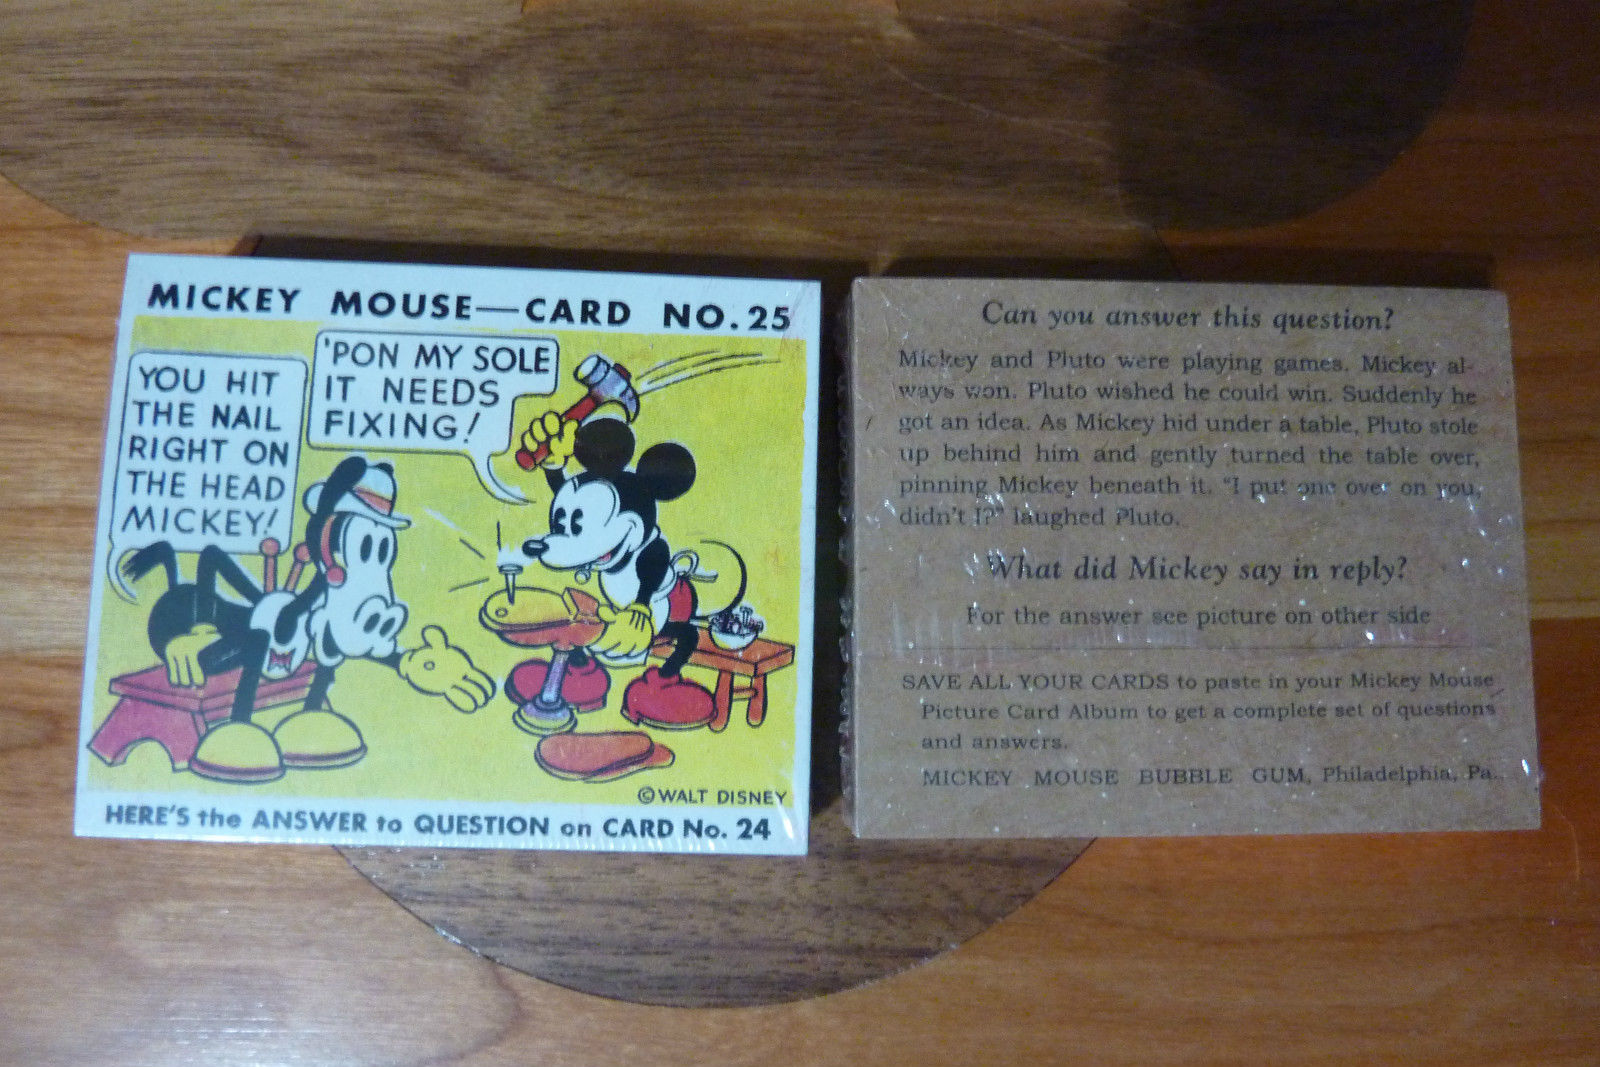 MICKEY MOUSE—CARD NO. 25
YOU HIT
THE NAIL
RIGHT ON
THE HEAD
MICKEY!
'PON MY SOLE
IT NEEDS
FIXING!
© WALT DISNEY
HERE'S the ANSWER to QUESTION on CARD No. 24
Can you answer this question?
Mickey and Pluto were playing games. Mickey al-
ways won. Pluto wished he could win. Suddenly he
got an idea. As Mickey hid under a table, Pluto stole
up behind him and gently turned the table over,
pinning Mickey beneath it. "I put one over on you,
didn't I?" laughed Pluto.
What did Mickey say in reply?
For the answer see picture on other side
SAVE ALL YOUR CARDS to paste in your Mickey Mouse
Picture Card Album to get a complete set of questions
and answers.
MICKEY MOUSE BUBBLE GUM, Philadelphia, Pa.